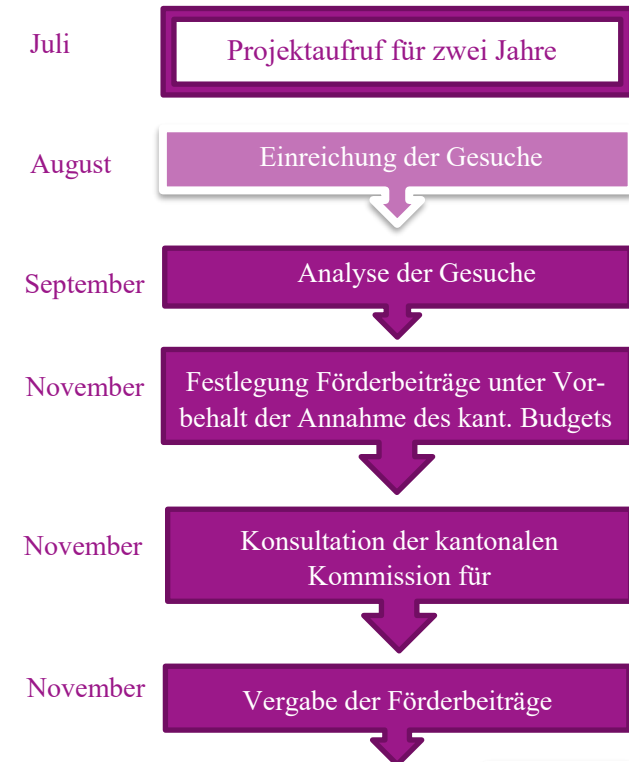 Juli
Projektaufruf für zwei Jahre
August
Einreichung der Gesuche
September
Analyse der Gesuche
November
Festlegung Förderbeiträge unter Vor-
behalt der Annahme des kant. Budgets
November
Konsultation der kantonalen
Kommission für
November
Vergabe der Förderbeiträge